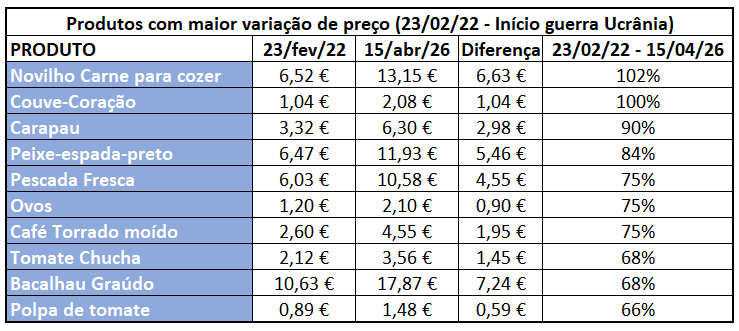 Produtos com maior variação de preço (23/02/22 - Início guerra Ucrânia)
PRODUTO 23/fev/22 15/abr/26 Diferença 23/02/22 - 15/04/26
Novilho Carne para cozer 6,52 € 13,15 € 6,63 € 102%
Couve-Coração 1,04 € 2,08 € 1,04 € 100%
Carapau 3,32 € 6,30 € 2,98 € 90%
Peixe-espada-preto 6,47 € 11,93 € 5,46 € 84%
Pescada Fresca 6,03 € 10,58 € 4,55 € 75%
Ovos 1,20 € 2,10 € 0,90 € 75%
Café Torrado moído 2,60 € 4,55 € 1,95 € 75%
Tomate Chucha 2,12 € 3,56 € 1,45 € 68%
Bacalhau Graúdo 10,63 € 17,87 € 7,24 € 68%
Polpa de tomate 0,89 € 1,48 € 0,59 € 66%